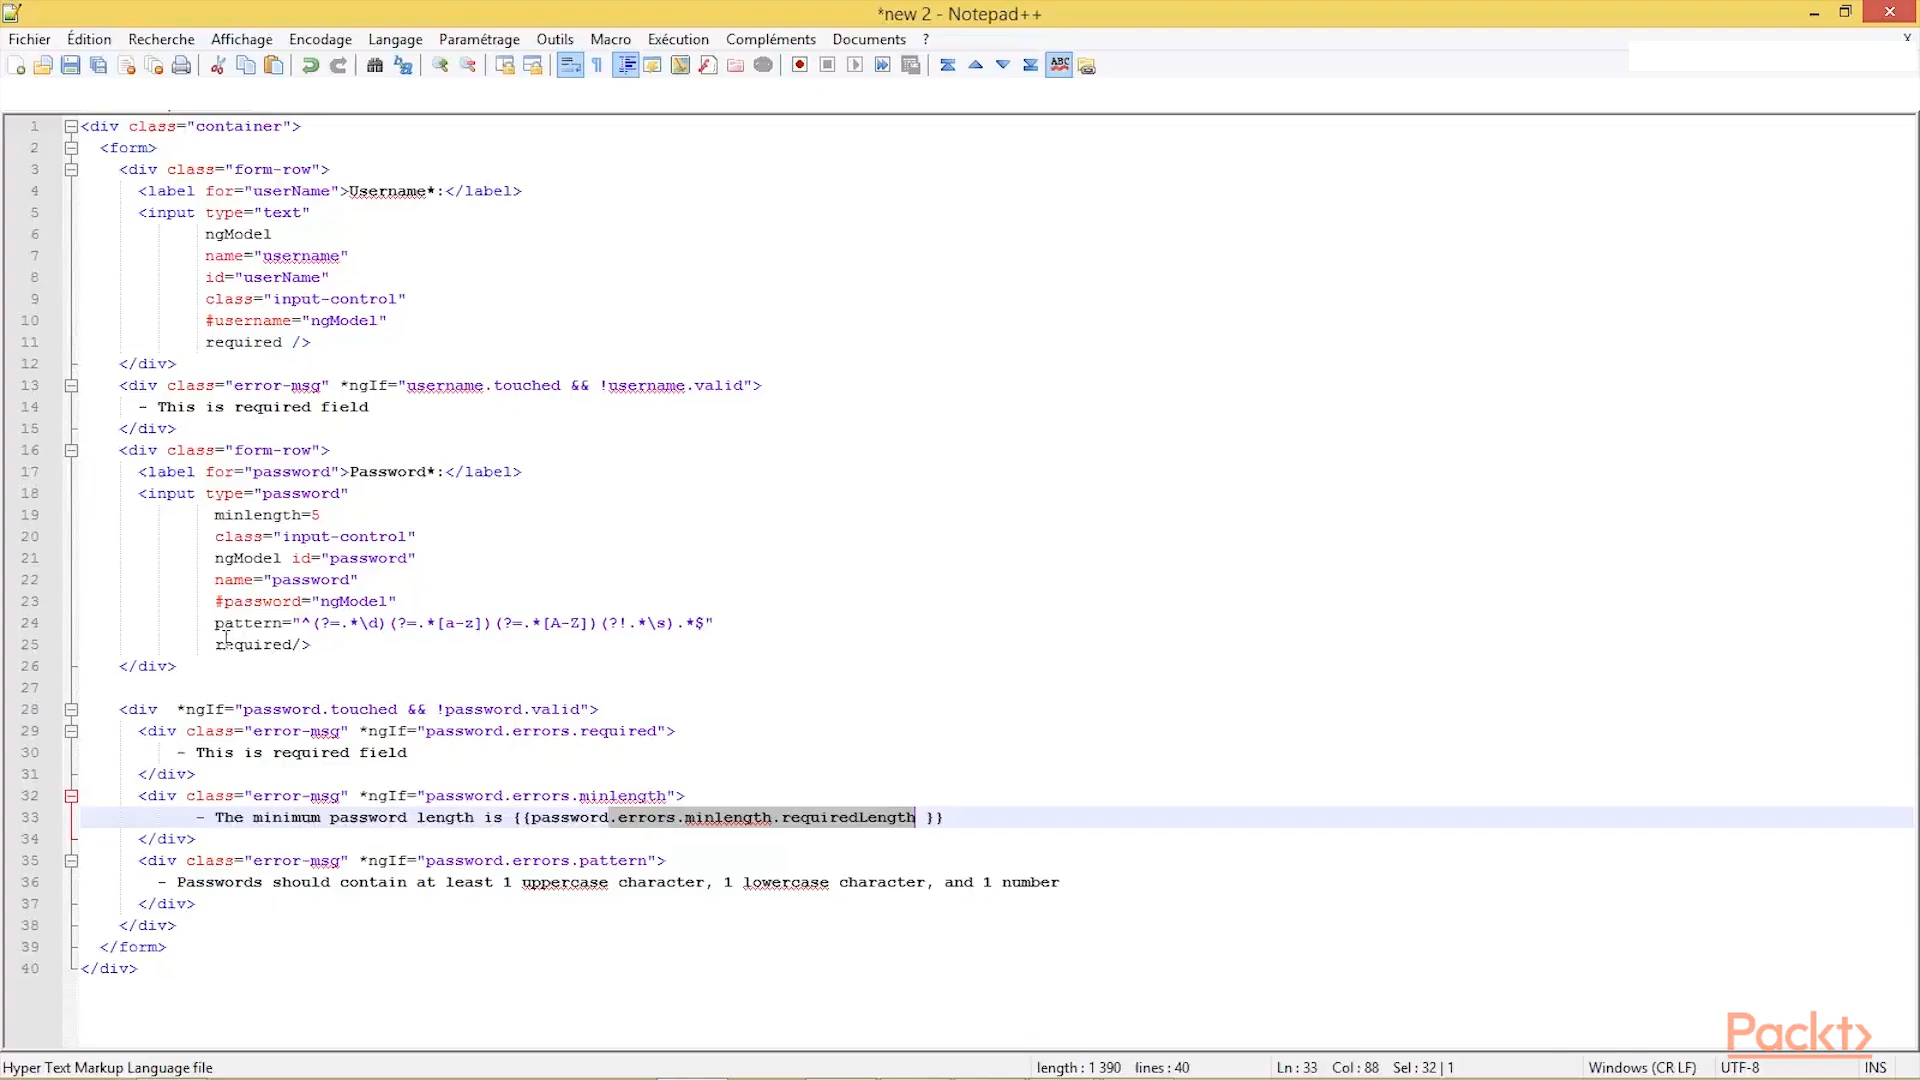 *new 2 - Notepad++
Fichier Édition Recherche Affichage Encodage Langage Paramétrage Outils Macro Exécution Compléments Documents ? X
1 <div class="container">
2 <form>
3 <div class="form-row">
4 <label for="userName">Username*:</label>
5 <input type="text"
6 ngModel
7 name="username"
8 id="userName"
9 class="input-control"
10 #username="ngModel"
11 required />
12 </div>
13 <div class="error-msg" *ngIf="username.touched && !username.valid">
14 - This is required field
15 </div>
16 <div class="form-row">
17 <label for="password">Password*:</label>
18 <input type="password"
19 minlength=5
20 class="input-control"
21 ngModel id="password"
22 name="password"
23 #password="ngModel"
24 pattern="^(?=.*\d)(?=.*[a-z])(?=.*[A-Z])(?!.*\s).*$"
25 required/>
26 </div>
27
28 <div  *ngIf="password.touched && !password.valid">
29 <div class="error-msg" *ngIf="password.errors.required">
30 - This is required field
31 </div>
32 <div class="error-msg" *ngIf="password.errors.minlength">
33 - The minimum password length is {{password.errors.minlength.requiredLength }}
34 </div>
35 <div class="error-msg" *ngIf="password.errors.pattern">
36 - Passwords should contain at least 1 uppercase character, 1 lowercase character, and 1 number
37 </div>
38 </div>
39 </form>
40 </div>
Packt>
Hyper Text Markup Language file length : 1 390 lines : 40 Ln : 33 Col : 88 Sel : 32 | 1 Windows (CR LF) UTF-8 INS